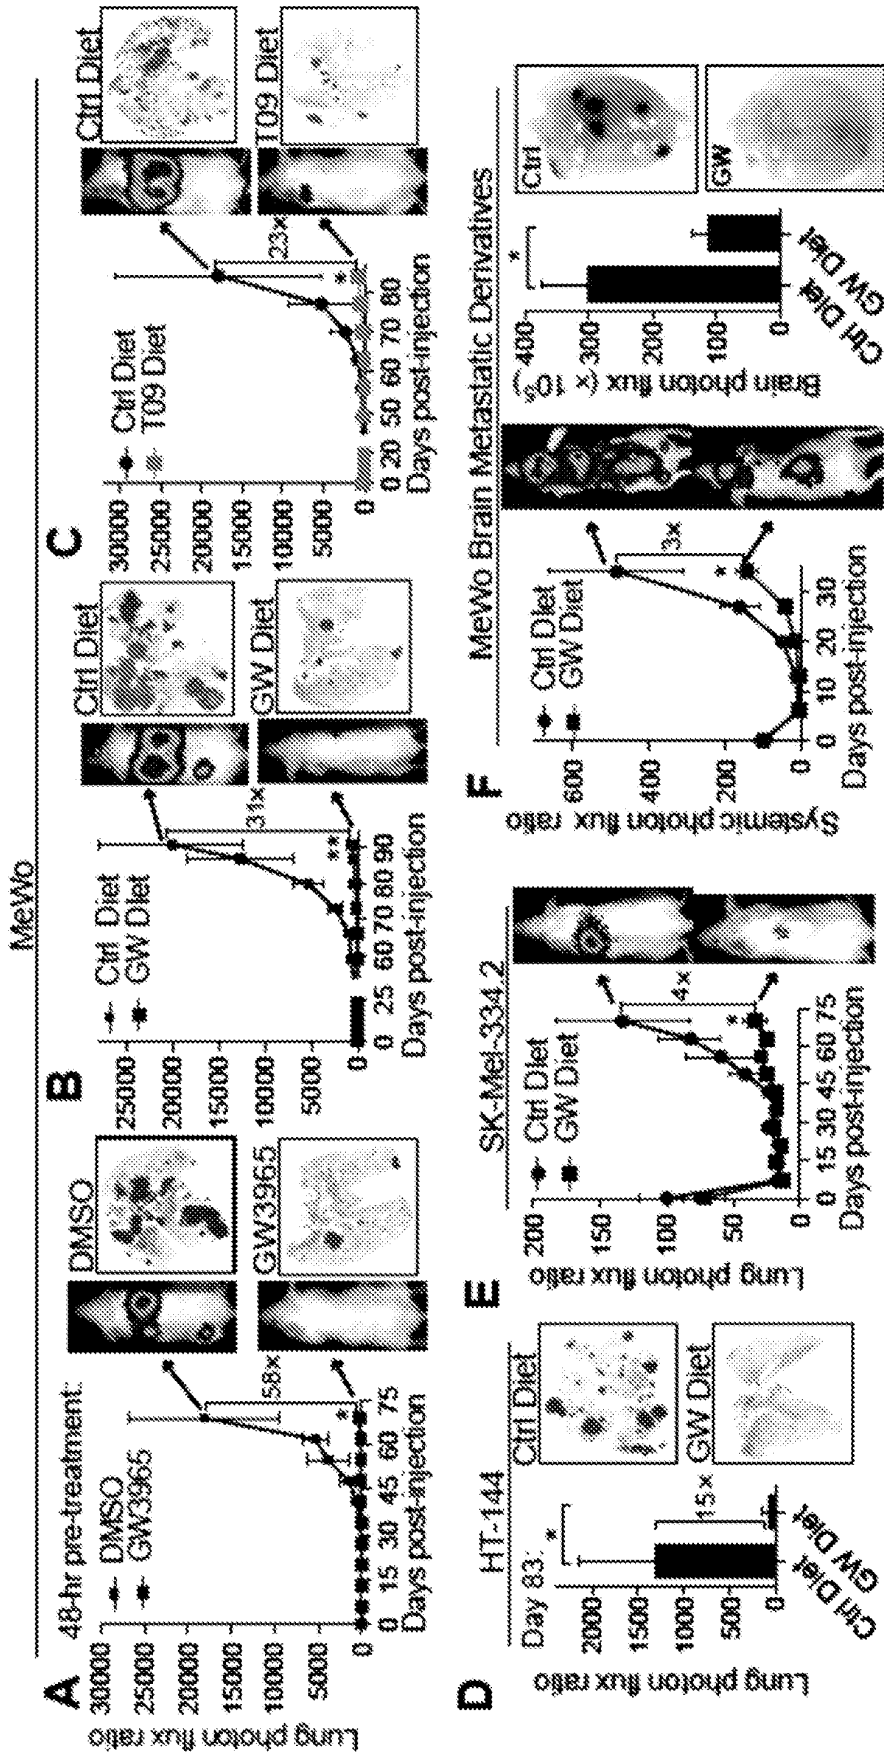 MeWo
A
48-hr pre-treatment:
DMSO
GW3965
Lung photon flux ratio
30000
25000
20000
15000
10000
5000
0
0 15 30 45 60 75
Days post-injection
58×
*
DMSO
GW3965
B
Ctrl Diet
GW Diet
25000
20000
15000
10000
5000
0
0 25 60 70 80 90
Days post-injection
31×
**
Ctrl Diet
GW Diet
C
Ctrl Diet
T09 Diet
30000
25000
20000
15000
10000
5000
0
0 20 50 60 70 80
Days post-injection
23×
*
Ctrl Diet
T09 Diet
D
HT-144
Day 83:
Lung photon flux ratio
2000
1500
1000
500
0
*
15×
Ctrl Diet
GW Diet
Ctrl Diet
GW Diet
E
SK-Mel-334.2
Ctrl Diet
GW Diet
Lung photon flux ratio
200
150
100
50
0
0 15 30 45 60 75
Days post-injection
4×
*
F
MeWo Brain Metastatic Derivatives
Ctrl Diet
GW Diet
Systemic photon flux ratio
600
400
200
0
0 10 20 30
Days post-injection
3×
*
Brain photon flux (× 10⁵)
400
300
200
100
0
*
Ctrl Diet
GW Diet
Ctrl
GW